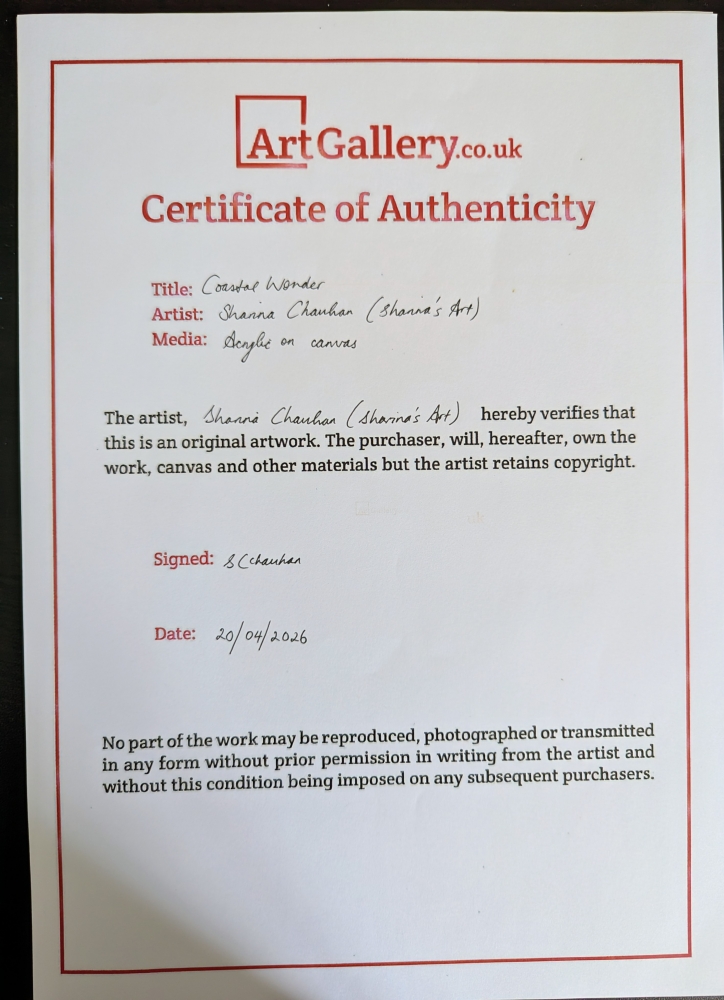 ArtGallery.co.uk
Certificate of Authenticity
Title: Coastal Wonder
Artist: Sharina Chauhan (Sharina's Art)
Media: Acrylic on canvas
The artist, Sharina Chauhan (Sharina's Art) hereby verifies that
this is an original artwork. The purchaser, will, hereafter, own the
work, canvas and other materials but the artist retains copyright.
Signed: S C Chauhan
Date: 20/04/2026
No part of the work may be reproduced, photographed or transmitted
in any form without prior permission in writing from the artist and
without this condition being imposed on any subsequent purchasers.